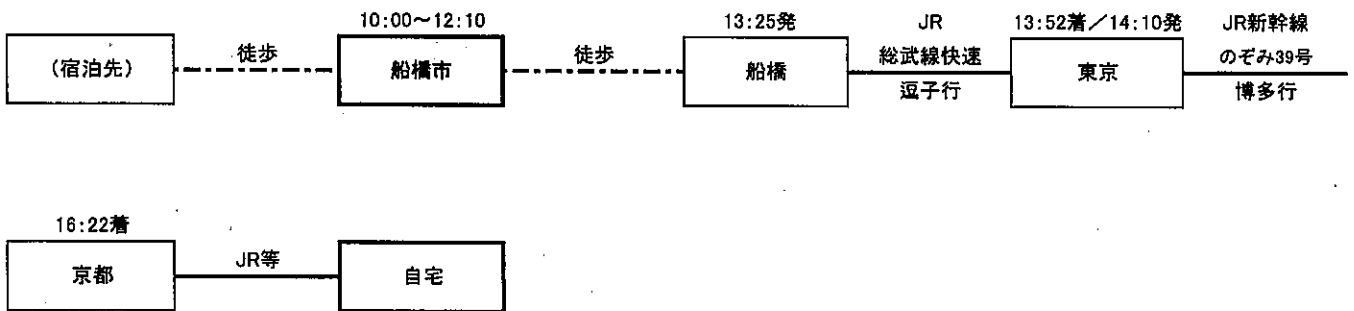 10:00～12:10
13:25発
JR
13:52着／14:10発
JR新幹線
(宿泊先)
徒歩
船橋市
徒歩
船橋
総武線快速
逗子行
東京
のぞみ39号
博多行
16:22着
京都
JR等
自宅